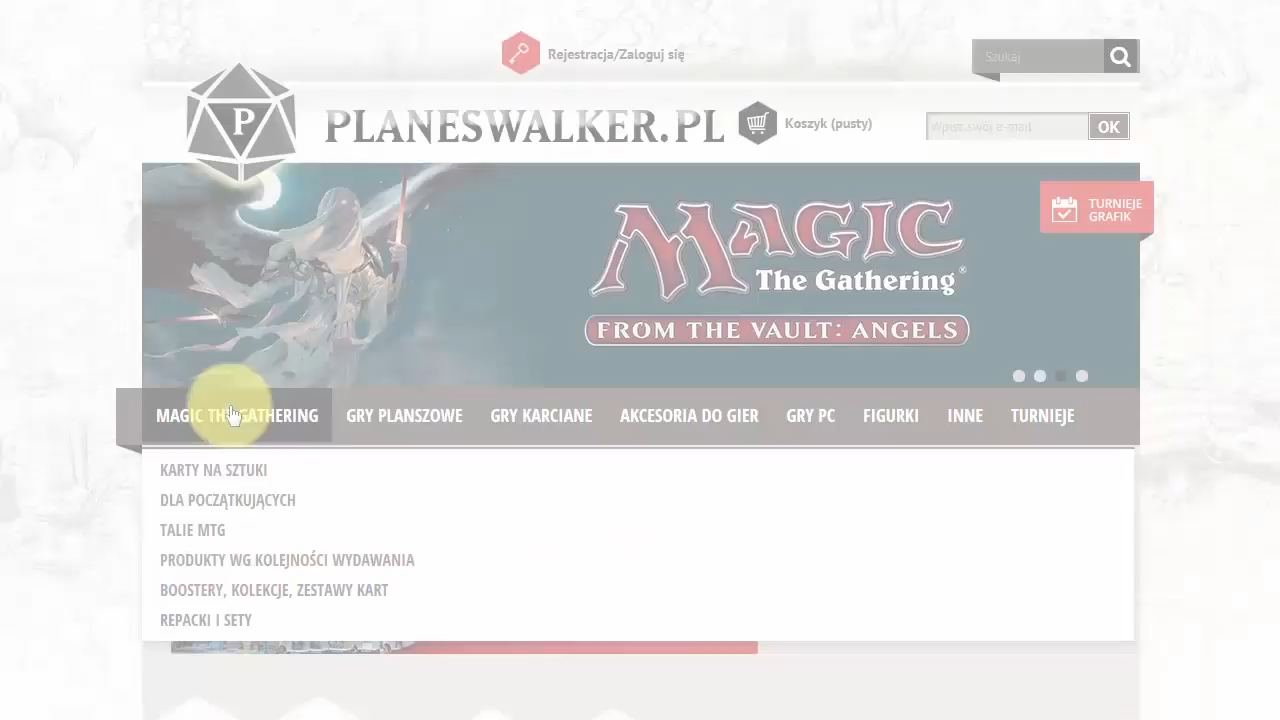 Rejestracja/Zaloguj się
Szukaj
P
PLANESWALKER.PL
Koszyk (pusty)
Wpisz swój e-mail
OK
TURNIEJE
GRAFIK
MAGIC
The Gathering®
FROM THE VAULT: ANGELS
MAGIC THE GATHERING
GRY PLANSZOWE
GRY KARCIANE
AKCESORIA DO GIER
GRY PC
FIGURKI
INNE
TURNIEJE
KARTY NA SZTUKI
DLA POCZĄTKUJĄCYCH
TALIE MTG
PRODUKTY WG KOLEJNOŚCI WYDAWANIA
BOOSTERY, KOLEKCJE, ZESTAWY KART
REPACKI I SETY